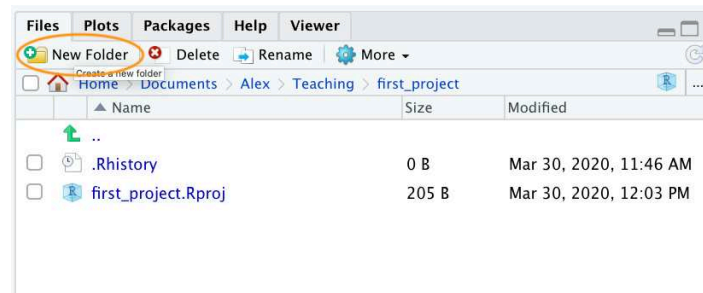 Files Plots Packages Help Viewer
New Folder Delete Rename More
Create a new folder
Home > Documents > Alex > Teaching > first_project R ...
Name Size Modified
..
.Rhistory 0 B Mar 30, 2020, 11:46 AM
R first_project.Rproj 205 B Mar 30, 2020, 12:03 PM